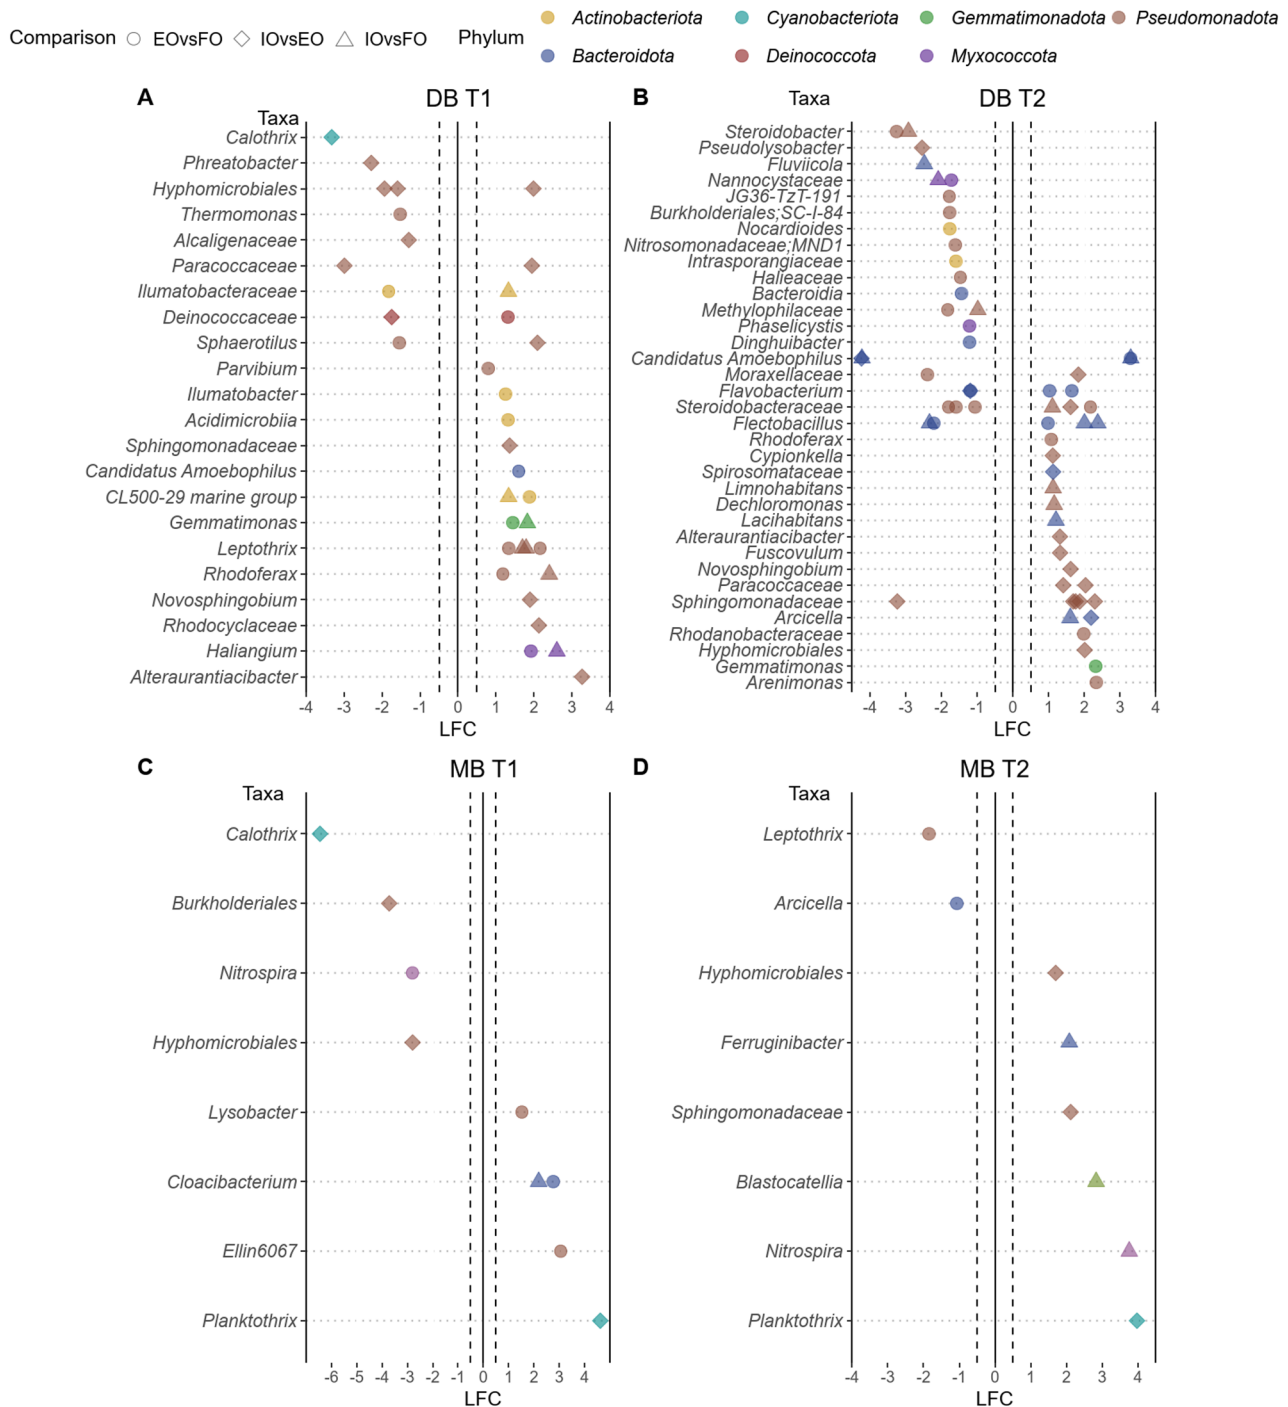 Comparison EOvsFO IOvsEO IOvsFO Phylum Actinobacteriota Cyanobacteriota Gemmatimonadota Pseudomonadota
Bacteroidota Deinococcota Myxococcota
A DB T1
Taxa
Calothrix
Phreatobacter
Hyphomicrobiales
Thermomonas
Alcaligenaceae
Paracoccaceae
Ilumatobacteraceae
Deinococcaceae
Sphaerotilus
Parvibium
Ilumatobacter
Acidimicrobiia
Sphingomonadaceae
Candidatus Amoebophilus
CL500-29 marine group
Gemmatimonas
Leptothrix
Rhodoferax
Novosphingobium
Rhodocyclaceae
Haliangium
Alteraurantiacibacter
-4 -3 -2 -1 0 1 2 3 4
LFC
B DB T2
Taxa
Steroidobacter
Pseudolysobacter
Fluviicola
Nannocystaceae
JG36-TzT-191
Burkholderiales;SC-I-84
Nocardioides
Nitrosomonadaceae;MND1
Intrasporangiaceae
Halieaceae
Bacteroidia
Methylophilaceae
Phaselicystis
Dinghuibacter
Candidatus Amoebophilus
Moraxellaceae
Flavobacterium
Steroidobacteraceae
Flectobacillus
Rhodoferax
Cypionkella
Spirosomataceae
Limnohabitans
Dechloromonas
Lacihabitans
Alteraurantiacibacter
Fuscovulum
Novosphingobium
Paracoccaceae
Sphingomonadaceae
Arcicella
Rhodanobacteraceae
Hyphomicrobiales
Gemmatimonas
Arenimonas
-4 -3 -2 -1 0 1 2 3 4
LFC
C MB T1
Taxa
Calothrix
Burkholderiales
Nitrospira
Hyphomicrobiales
Lysobacter
Cloacibacterium
Ellin6067
Planktothrix
-6 -5 -4 -3 -2 -1 0 1 2 3 4
LFC
D MB T2
Taxa
Leptothrix
Arcicella
Hyphomicrobiales
Ferruginibacter
Sphingomonadaceae
Blastocatellia
Nitrospira
Planktothrix
-4 -3 -2 -1 0 1 2 3 4
LFC